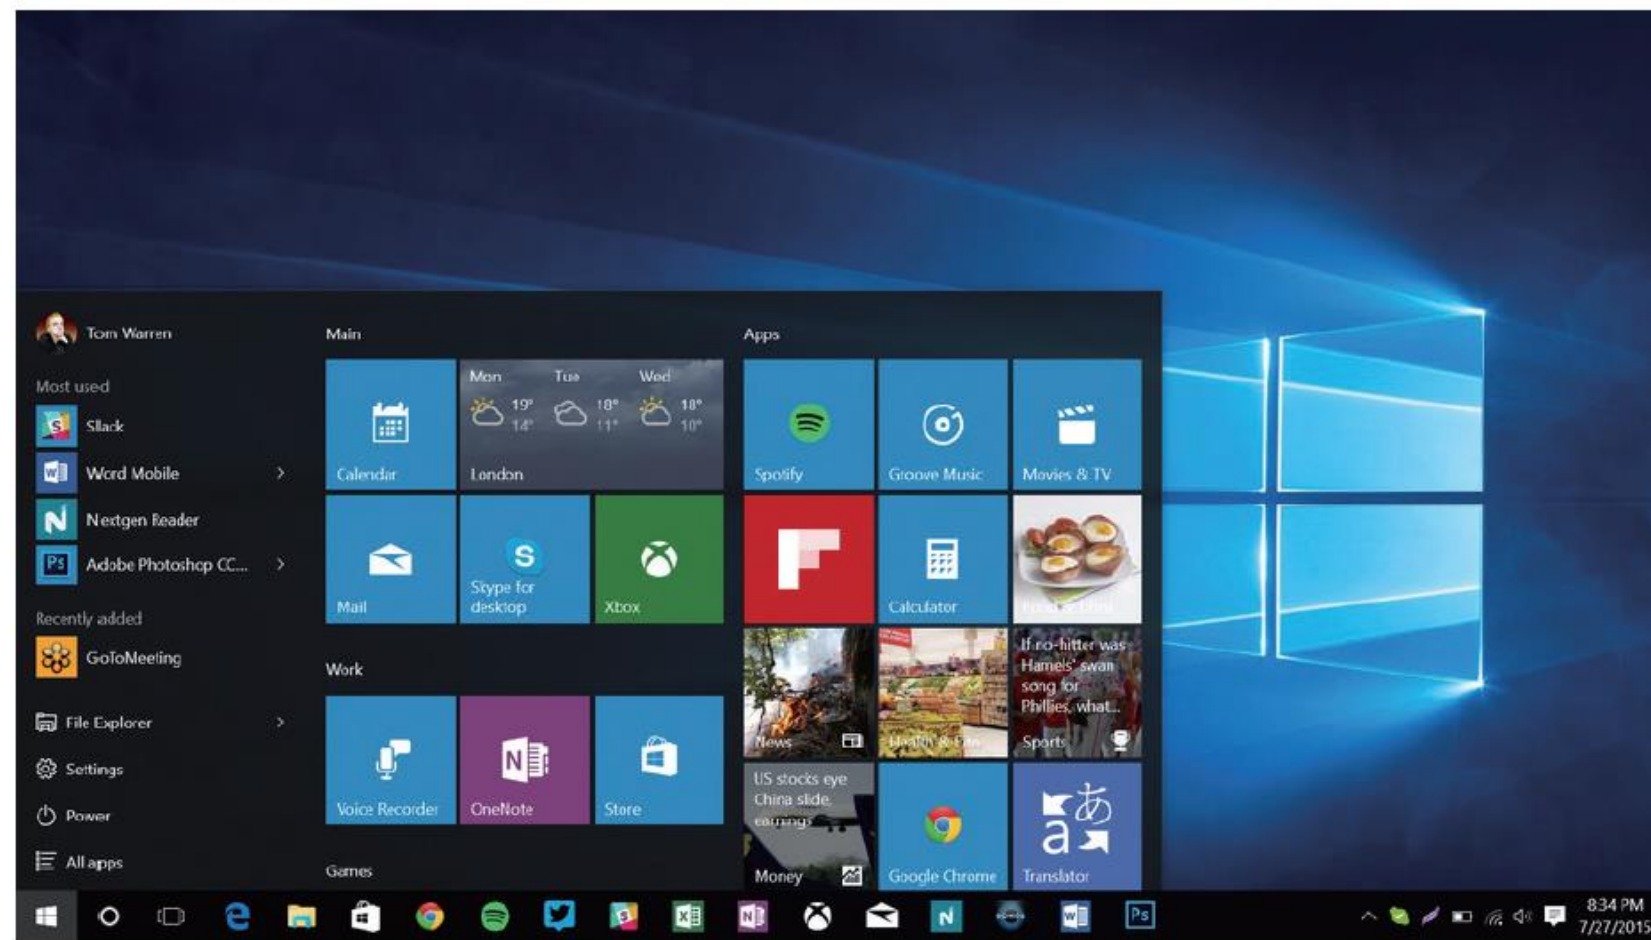 Tom Warren
Most used
Slack
Word Mobile
Nextgen Reader
Adobe Photoshop CC...
Recently added
GoToMeeting
File Explorer
Settings
Power
All apps
Main
Calendar
Mon Tue Wed
19° 18° 18°
14° 11° 10°
London
Mail
Skype for
desktop
Xbox
Work
Voice Recorder
OneNote
Store
Games
Apps
Spotify
Groove Music
Movies & TV
Calculator
Food & Drink
News
Health & Fitn
If no-hitter was
Hamels' swan
song for
Phillies, what...
Sports
US stocks eye
China slide,
earnings
Money
Google Chrome
Translator
8:34 PM
7/27/2015